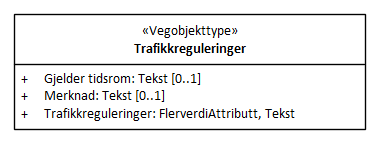 «Vegobjekttype»
Trafikkreguleringer
+ Gjelder tidsrom: Tekst [0..1]
+ Merknad: Tekst [0..1]
+ Trafikkreguleringer: FlerverdiAttributt, Tekst